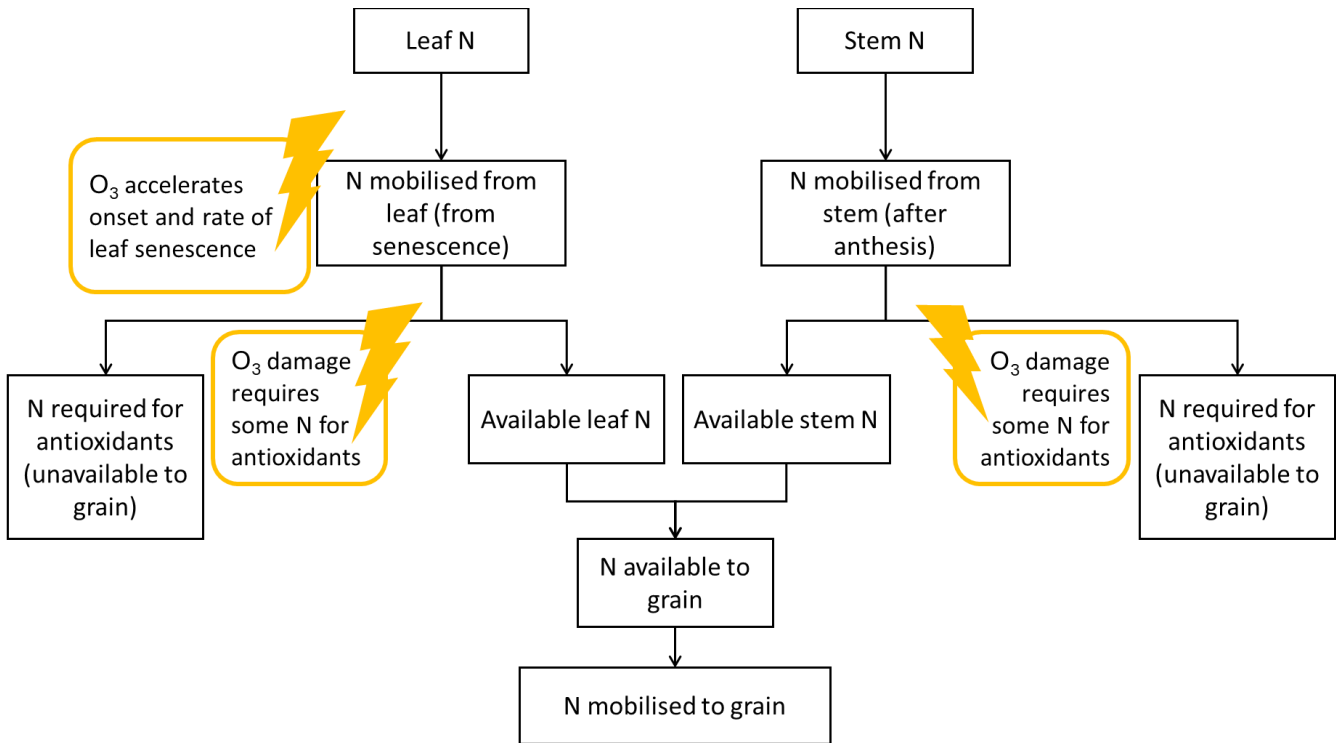 Leaf N
Stem N
O₃ accelerates
onset and rate of
leaf senescence
N mobilised from
leaf (from
senescence)
N mobilised from
stem (after
anthesis)
N required for
antioxidants
(unavailable to
grain)
O₃ damage
requires
some N for
antioxidants
Available leaf N
Available stem N
O₃ damage
requires
some N for
antioxidants
N required for
antioxidants
(unavailable to
grain)
N available to
grain
N mobilised to grain